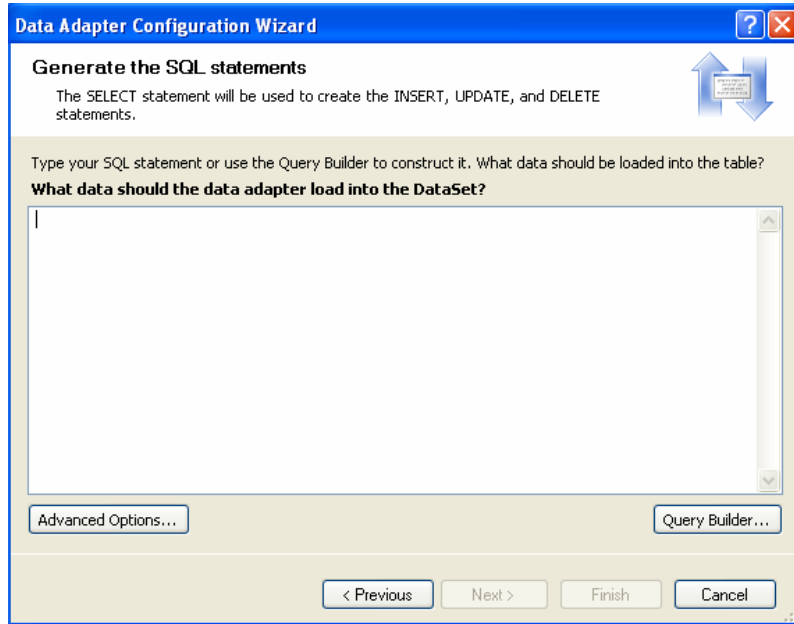 Data Adapter Configuration Wizard
Generate the SQL statements
The SELECT statement will be used to create the INSERT, UPDATE, and DELETE
statements.
Type your SQL statement or use the Query Builder to construct it. What data should be loaded into the table?
What data should the data adapter load into the DataSet?
Advanced Options...
Query Builder...
< Previous
Next >
Finish
Cancel